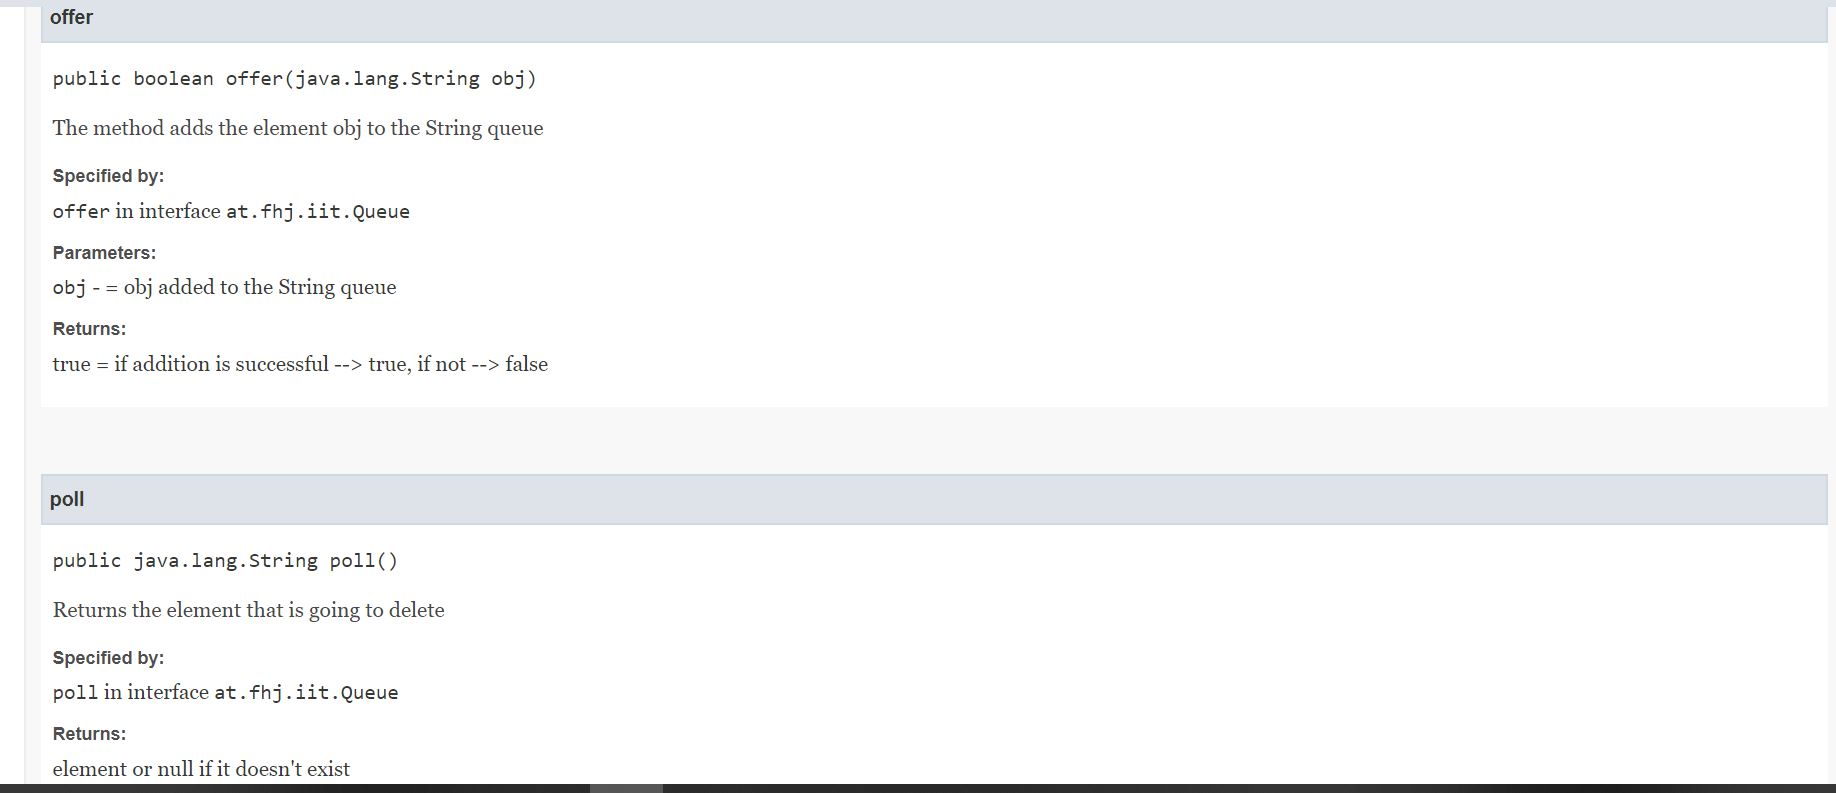 offer
public boolean offer(java.lang.String obj)
The method adds the element obj to the String queue
Specified by:
offer in interface at.fhj.iit.Queue
Parameters:
obj - = obj added to the String queue
Returns:
true = if addition is successful --> true, if not --> false
poll
public java.lang.String poll()
Returns the element that is going to delete
Specified by:
poll in interface at.fhj.iit.Queue
Returns:
element or null if it doesn't exist